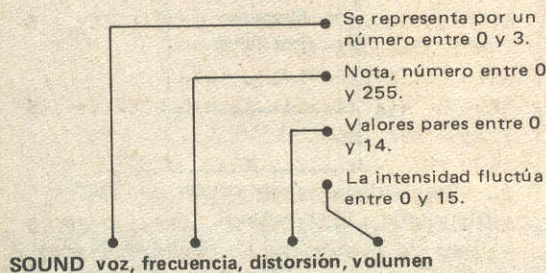 Se representa por un
número entre 0 y 3.
Nota, número entre 0
y 255.
Valores pares entre 0
y 14.
La intensidad fluctúa
entre 0 y 15.
SOUND voz, frecuencia, distorsión, volumen